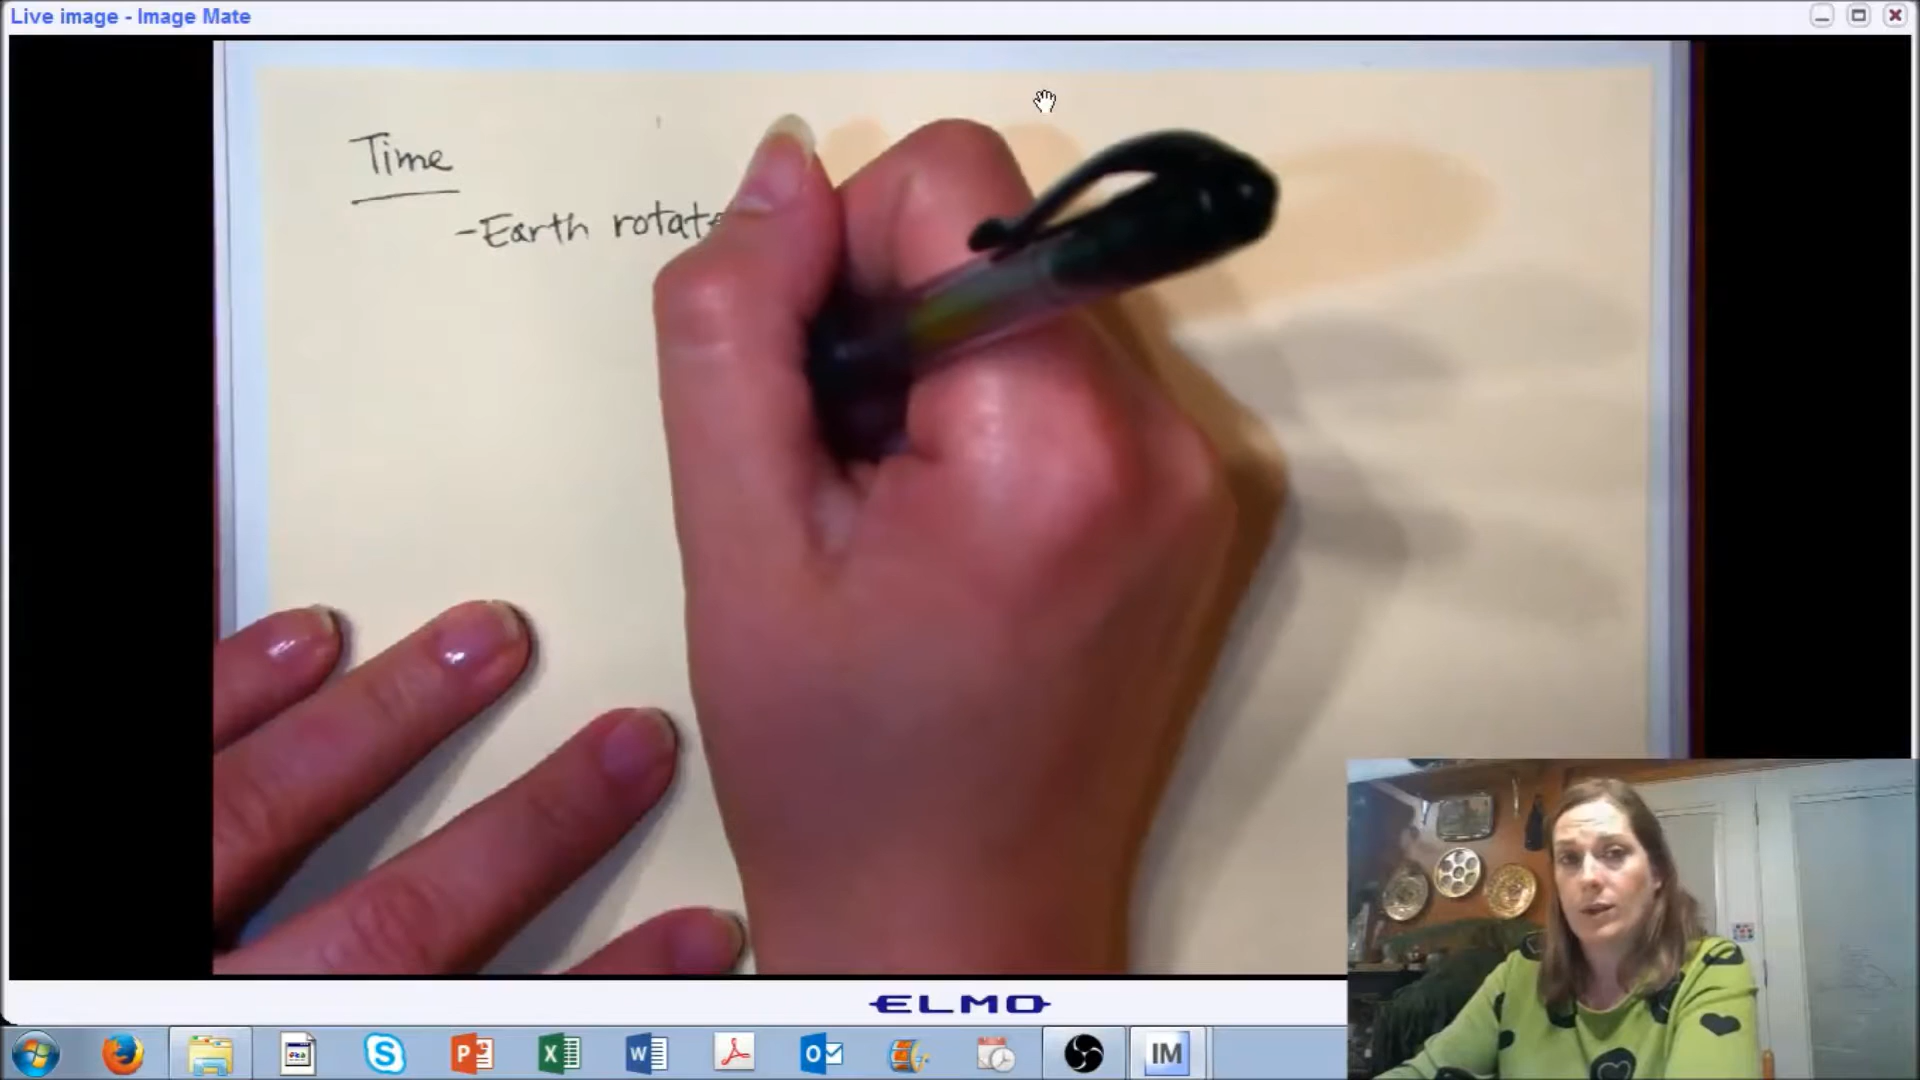 Live image - Image Mate
Time
-Earth rotate
ELMO
IM